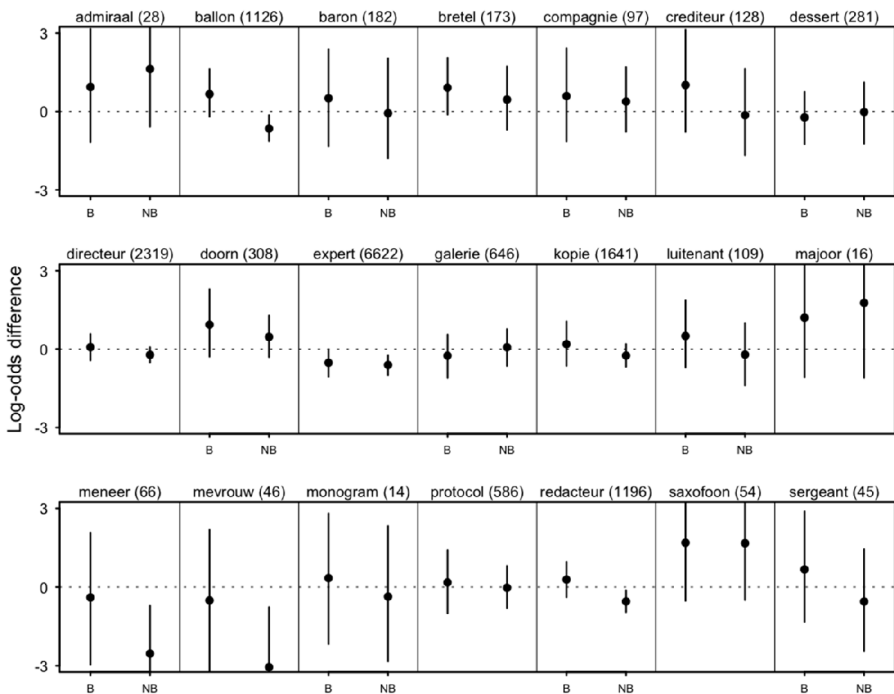 admiraal (28) ballon (1126) baron (182) bretel (173) compagnie (97) crediteur (128) dessert (281)
3
0
-3
B NB B NB B NB B NB
directeur (2319) doorn (308) expert (6622) galerie (646) kopie (1641) luitenant (109) majoor (16)
3
0
-3
B NB B NB B NB
Log-odds difference
meneer (66) mevrouw (46) monogram (14) protocol (586) redacteur (1196) saxofoon (54) sergeant (45)
3
0
-3
B NB B NB B NB B NB